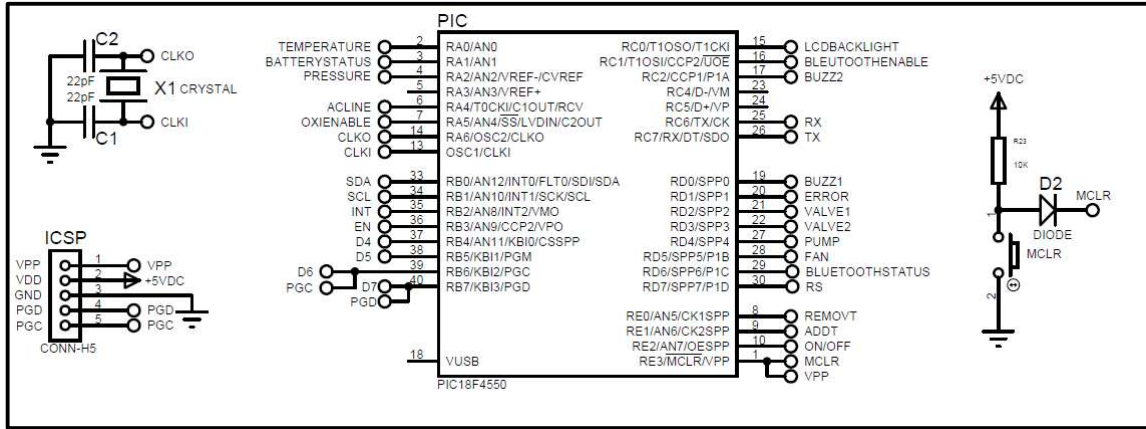 C2
CLKO
22pF
X1 CRYSTAL
22pF
CLKI
C1
ICSP
VPP 1 VPP
VDD 2 +5VDC
GND 3
PGD 4 PGD
PGC 5 PGC
CONN-H5
PIC
TEMPERATURE 2 RA0/AN0
BATTERYSTATUS 3 RA1/AN1
PRESSURE 4 RA2/AN2/VREF-/CVREF
5 RA3/AN3/VREF+
ACLINE 6 RA4/T0CKI/C1OUT/RCV
OXIENABLE 7 RA5/AN4/SS/LVDIN/C2OUT
CLKO 14 RA6/OSC2/CLKO
CLKI 13 OSC1/CLKI
SDA 33 RB0/AN12/INT0/FLT0/SDI/SDA
SCL 34 RB1/AN10/INT1/SCK/SCL
INT 35 RB2/AN8/INT2/VMO
EN 36 RB3/AN9/CCP2/VPO
D4 37 RB4/AN11/KBI0/CSSPP
D5 38 RB5/KBI1/PGM
D6 39 RB6/KBI2/PGC
PGC D7 40 RB7/KBI3/PGD
PGD
18 VUSB
RC0/T1OSO/T1CKI 15 LCDBACKLIGHT
RC1/T1OSI/CCP2/UOE 16 BLEUTOOTHENABLE
RC2/CCP1/P1A 17 BUZZ2
RC4/D-/VM 23
RC5/D+/VP 24
RC6/TX/CK 25 RX
RC7/RX/DT/SDO 26 TX
RD0/SPP0 19 BUZZ1
RD1/SPP1 20 ERROR
RD2/SPP2 21 VALVE1
RD3/SPP3 22 VALVE2
RD4/SPP4 27 PUMP
RD5/SPP5/P1B 28 FAN
RD6/SPP6/P1C 29 BLUETOOTHSTATUS
RD7/SPP7/P1D 30 RS
RE0/AN5/CK1SPP 8 REMOVT
RE1/AN6/CK2SPP 9 ADDT
RE2/AN7/OESPP 10 ON/OFF
RE3/MCLR/VPP 1 MCLR
VPP
PIC18F4550
+5VDC
R23
10K
D2
MCLR
1
DIODE
MCLR
2